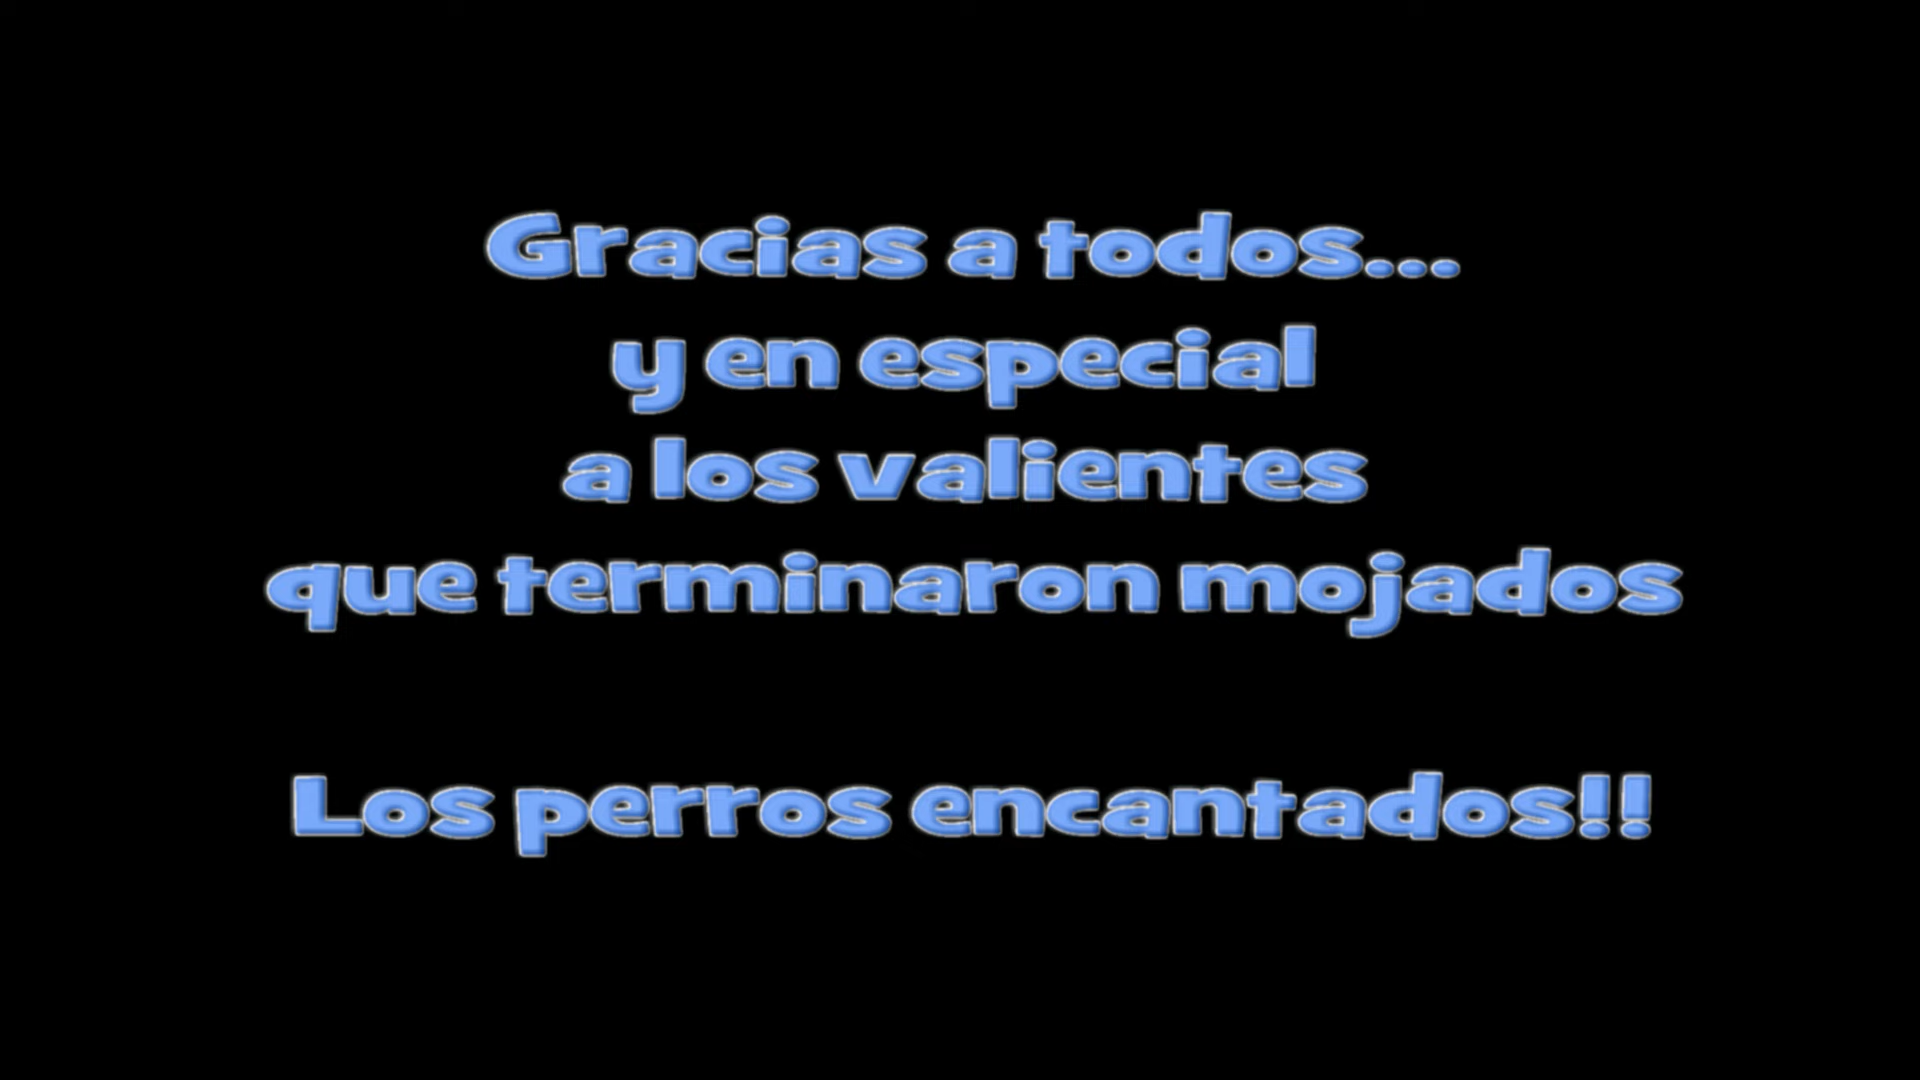 Gracias a todos...
y en especial
a los valientes
que terminaron mojados
Los perros encantados!!